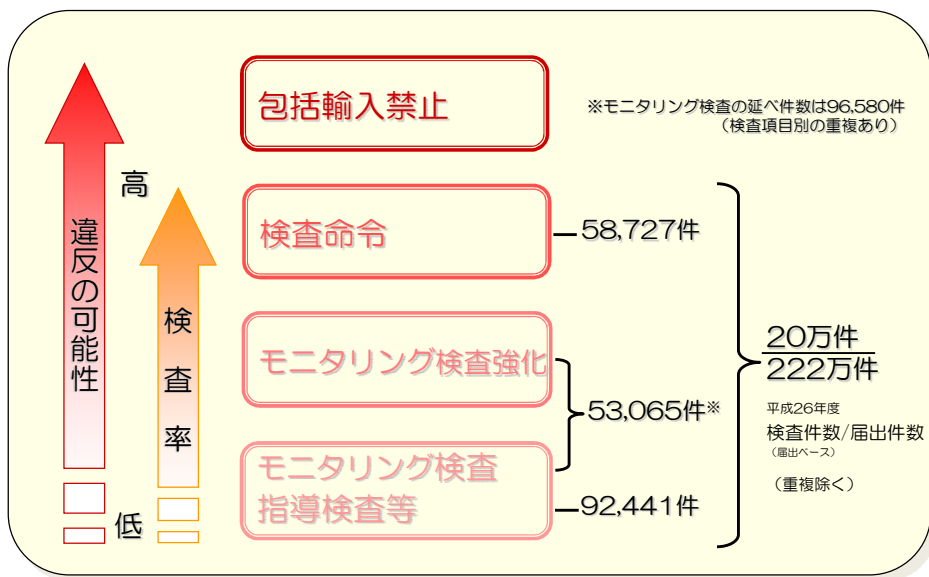 包括輸入禁止
※モニタリング検査の延べ件数は96,580件
（検査項目別の重複あり）
高
違反の可能性
検査率
低
検査命令
58,727件
モニタリング検査強化
53,065件※
モニタリング検査
指導検査等
92,441件
20万件
222万件
平成26年度
検査件数/届出件数
（届出ベース）
（重複除く）